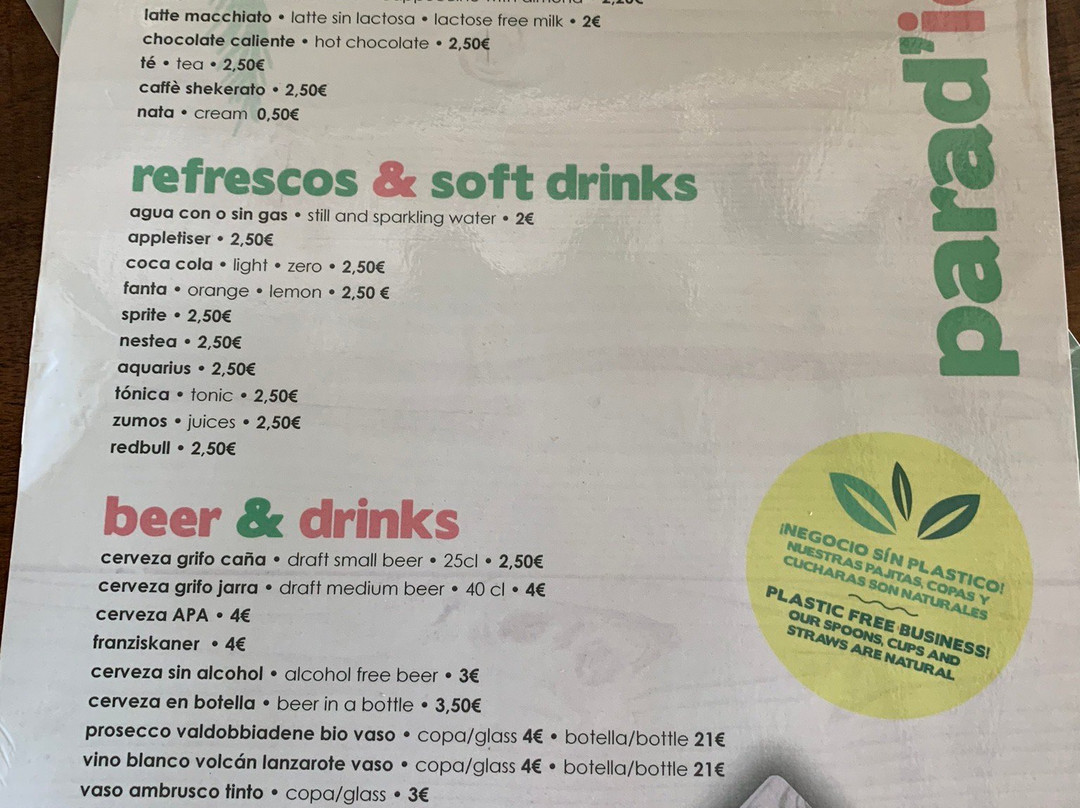 latte macchiato • latte sin lactosa • lactose free milk • 2€
chocolate caliente • hot chocolate • 2,50€
té • tea • 2,50€
caffè shekerato • 2,50€
nata • cream 0,50€
refrescos & soft drinks
agua con o sin gas • still and sparkling water • 2€
appletiser • 2,50€
coca cola • light • zero • 2,50€
fanta • orange • lemon • 2,50 €
sprite • 2,50€
nestea • 2,50€
aquarius • 2,50€
tónica • tonic • 2,50€
zumos • juices • 2,50€
redbull • 2,50€
beer & drinks
cerveza grifo caña • draft small beer • 25cl • 2,50€
cerveza grifo jarra • draft medium beer • 40 cl • 4€
cerveza APA • 4€
franziskaner • 4€
cerveza sin alcohol • alcohol free beer • 3€
cerveza en botella • beer in a bottle • 3,50€
prosecco valdobbiadene bio vaso • copa/glass 4€ • botella/bottle 21€
vino blanco volcán lanzarote vaso • copa/glass 4€ • botella/bottle 21€
vaso ambrusco tinto • copa/glass • 3€
parad'i
¡NEGOCIO SÍN PLASTICO!
NUESTRAS PAJITAS, COPAS Y
CUCHARAS SON NATURALES
PLASTIC FREE BUSINESS!
OUR SPOONS, CUPS AND
STRAWS ARE NATURAL